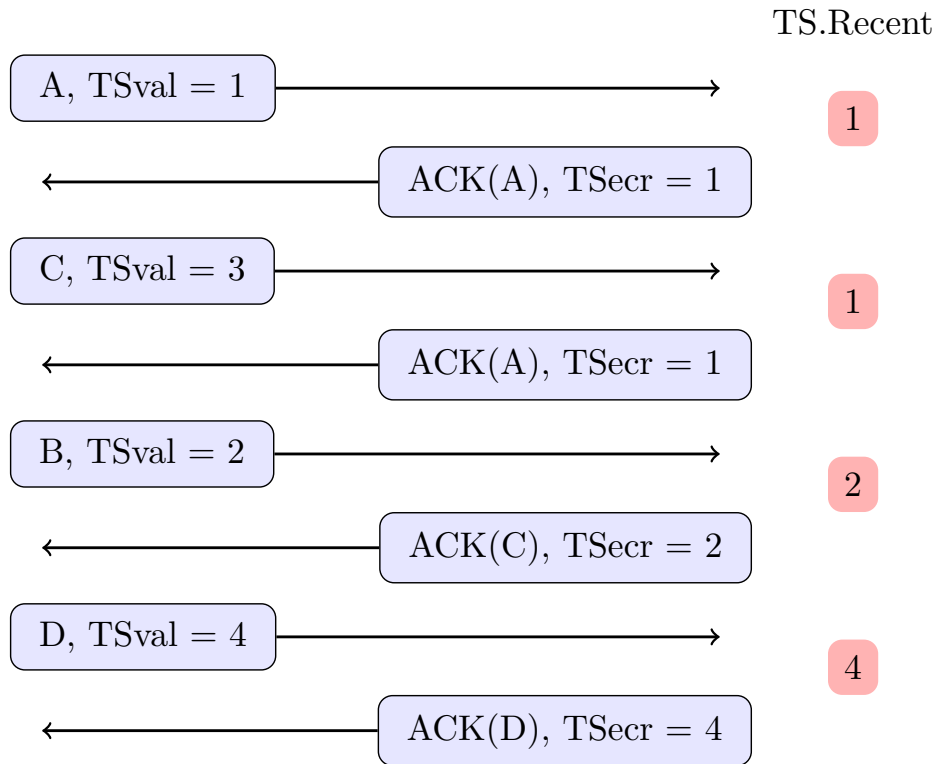 TS.Recent
A, TSval = 1
1
ACK(A), TSecr = 1
C, TSval = 3
1
ACK(A), TSecr = 1
B, TSval = 2
2
ACK(C), TSecr = 2
D, TSval = 4
4
ACK(D), TSecr = 4